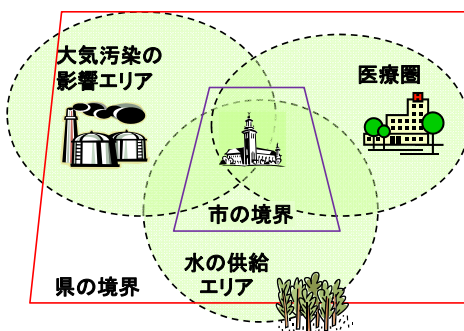 大気汚染の
影響エリア
医療圏
市の境界
水の供給
エリア
県の境界